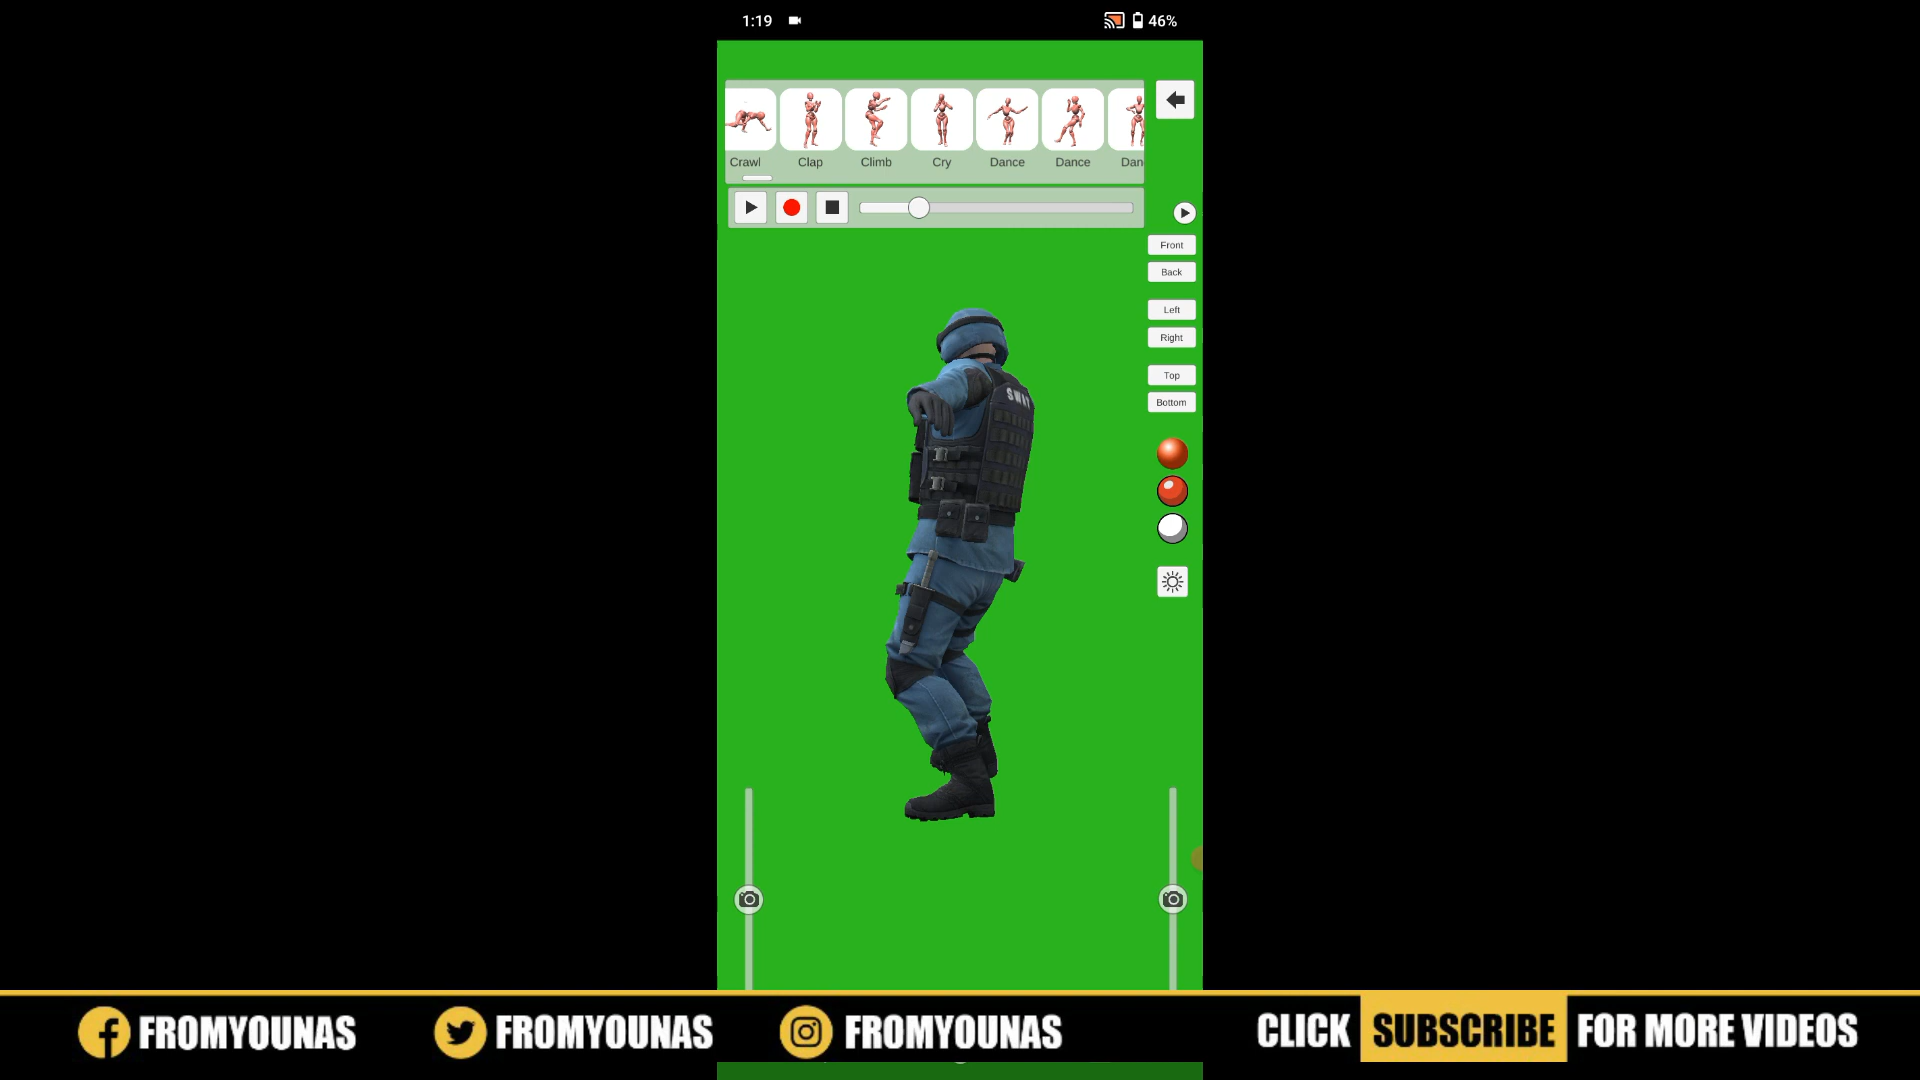 1:19
46%
Crawl
Clap
Climb
Cry
Dance
Dance
Dan
Front
Back
Left
Right
Top
Bottom
SWAT
FROMYOUNAS
FROMYOUNAS
FROMYOUNAS
CLICK SUBSCRIBE FOR MORE VIDEOS